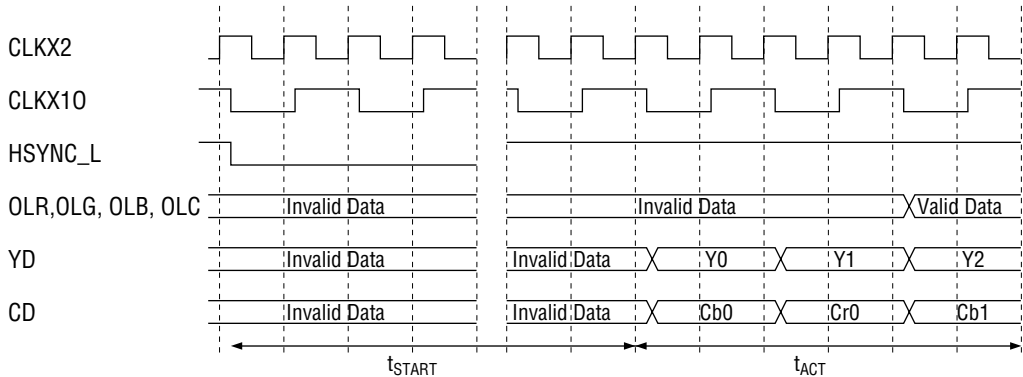 CLKX2
CLKX1O
HSYNC_L
OLR,OLG, OLB, OLC Invalid Data Invalid Data Valid Data
YD Invalid Data Invalid Data Y0 Y1 Y2
CD Invalid Data Invalid Data Cb0 Cr0 Cb1
tSTART tACT